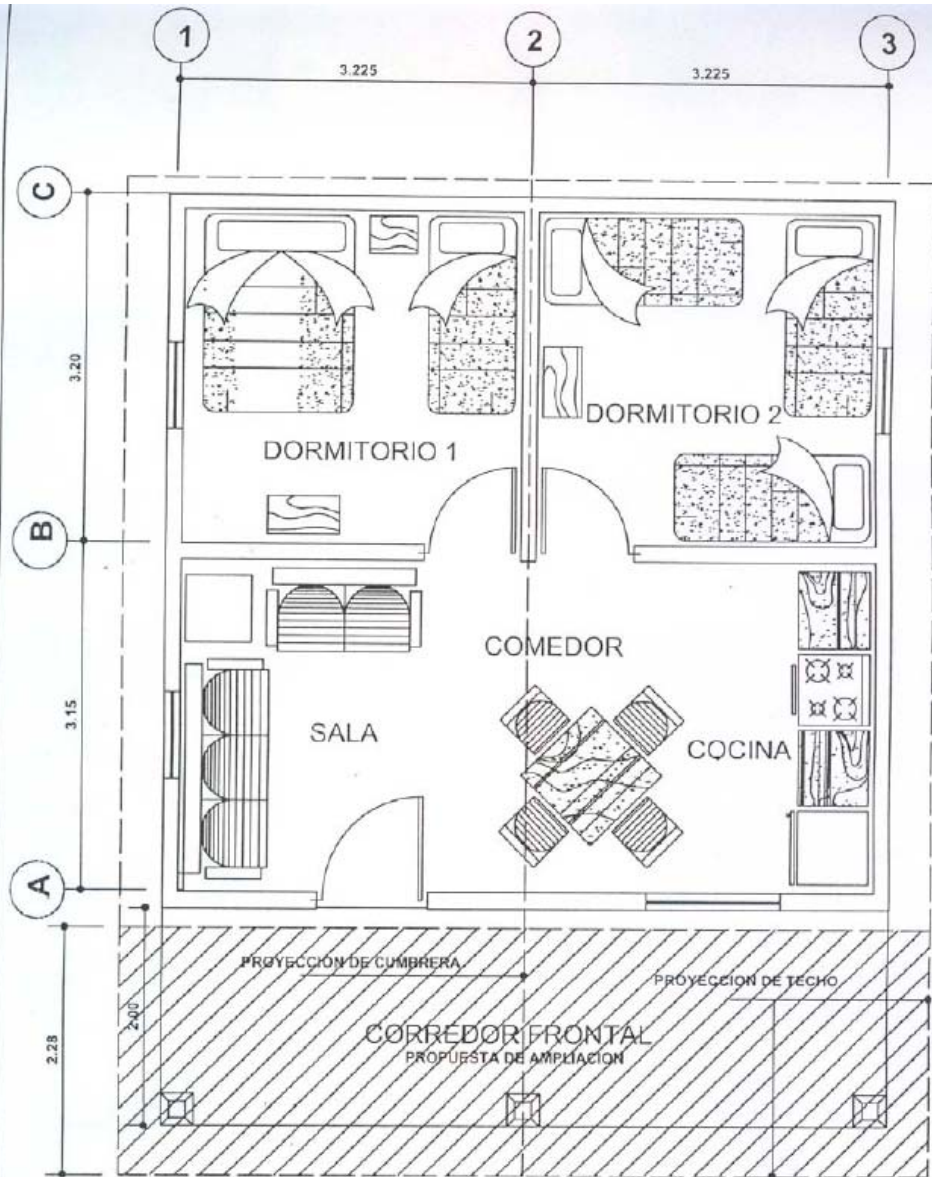 1
2
3
3.225
3.225
C
3.20
DORMITORIO 1
DORMITORIO 2
B
COMEDOR
3.15
SALA
COCINA
A
PROYECCION DE CUMBRERA
PROYECCION DE TECHO
2.00
2.28
CORREDOR FRONTAL
PROPUESTA DE AMPLIACION